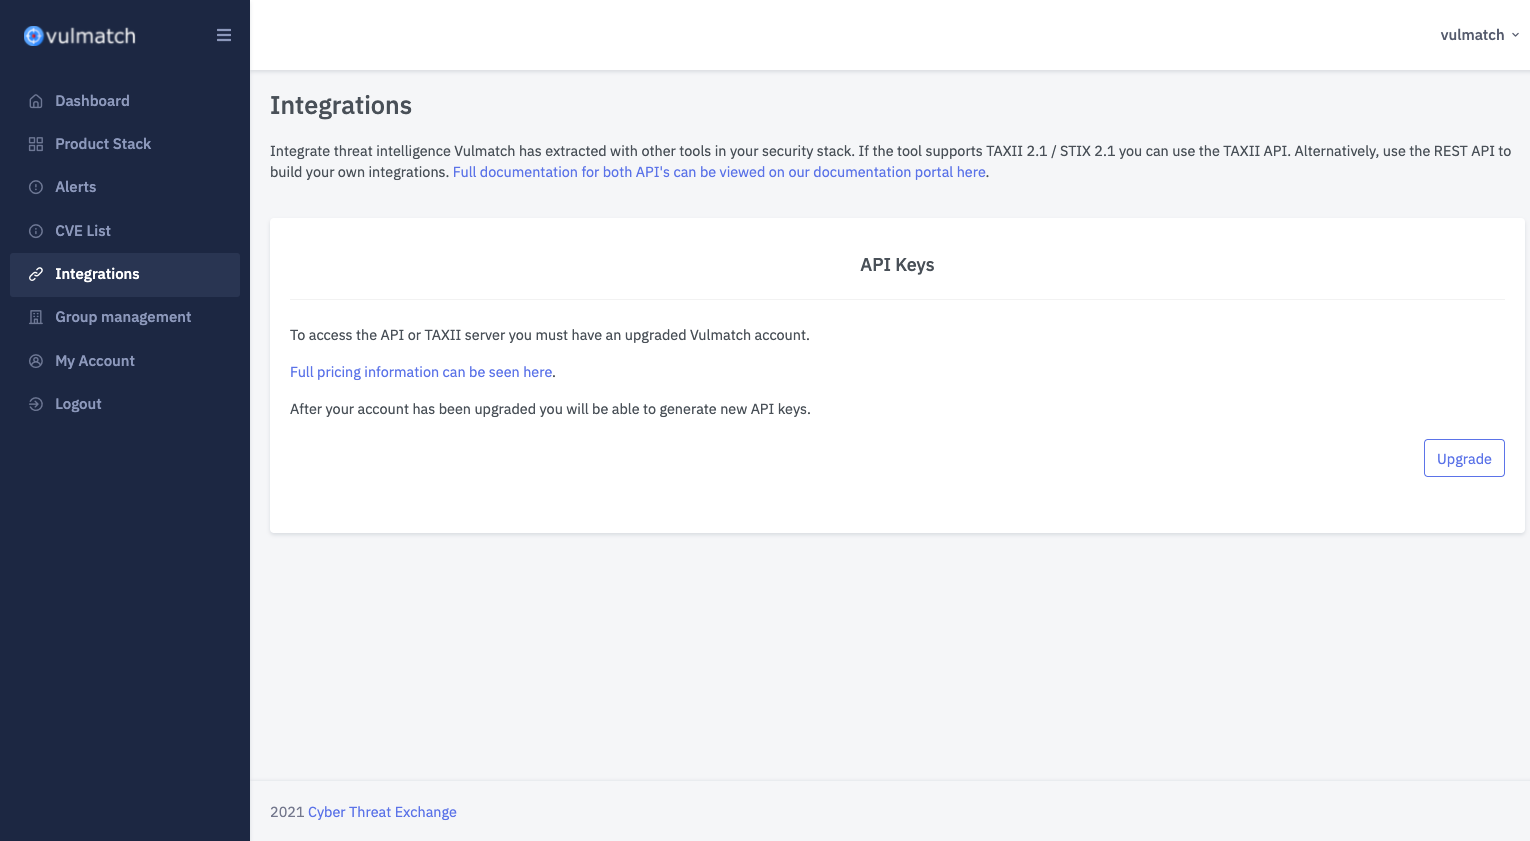 vulmatch
vulmatch
Dashboard
Product Stack
Alerts
CVE List
Integrations
Group management
My Account
Logout
Integrations
Integrate threat intelligence Vulmatch has extracted with other tools in your security stack. If the tool supports TAXII 2.1 / STIX 2.1 you can use the TAXII API. Alternatively, use the REST API to
build your own integrations. Full documentation for both API's can be viewed on our documentation portal here.
API Keys
To access the API or TAXII server you must have an upgraded Vulmatch account.
Full pricing information can be seen here.
After your account has been upgraded you will be able to generate new API keys.
Upgrade
2021 Cyber Threat Exchange